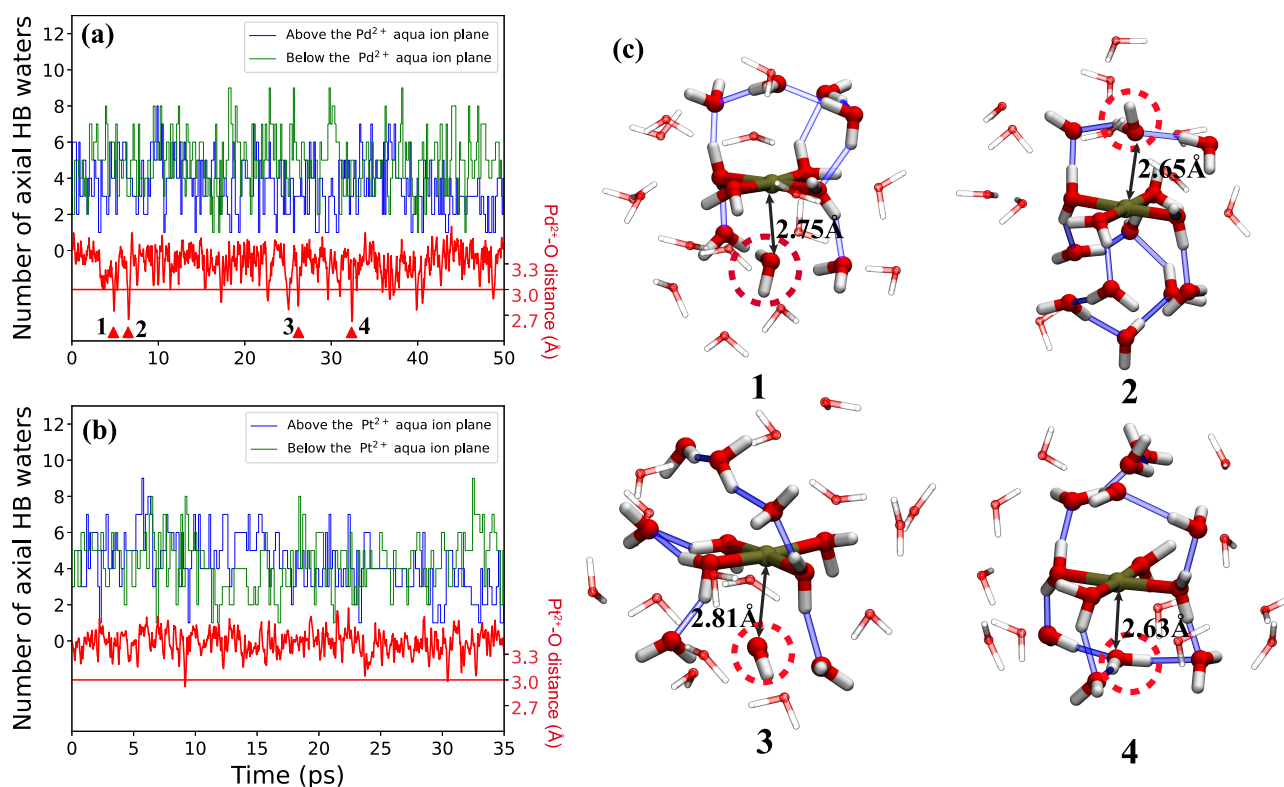 (a)
Above the Pd²⁺ aqua ion plane
Below the Pd²⁺ aqua ion plane
Number of axial HB waters
12
10
8
6
4
2
0
Pd²⁺-O distance (Å)
3.3
3.0
2.7
1
2
3
4
0
10
20
30
40
50
(b)
Above the Pt²⁺ aqua ion plane
Below the Pt²⁺ aqua ion plane
Number of axial HB waters
12
10
8
6
4
2
0
Pt²⁺-O distance (Å)
3.3
3.0
2.7
0
5
10
15
20
25
30
35
Time (ps)
(c)
2.75Å
1
2.65Å
2
2.81Å
3
2.63Å
4